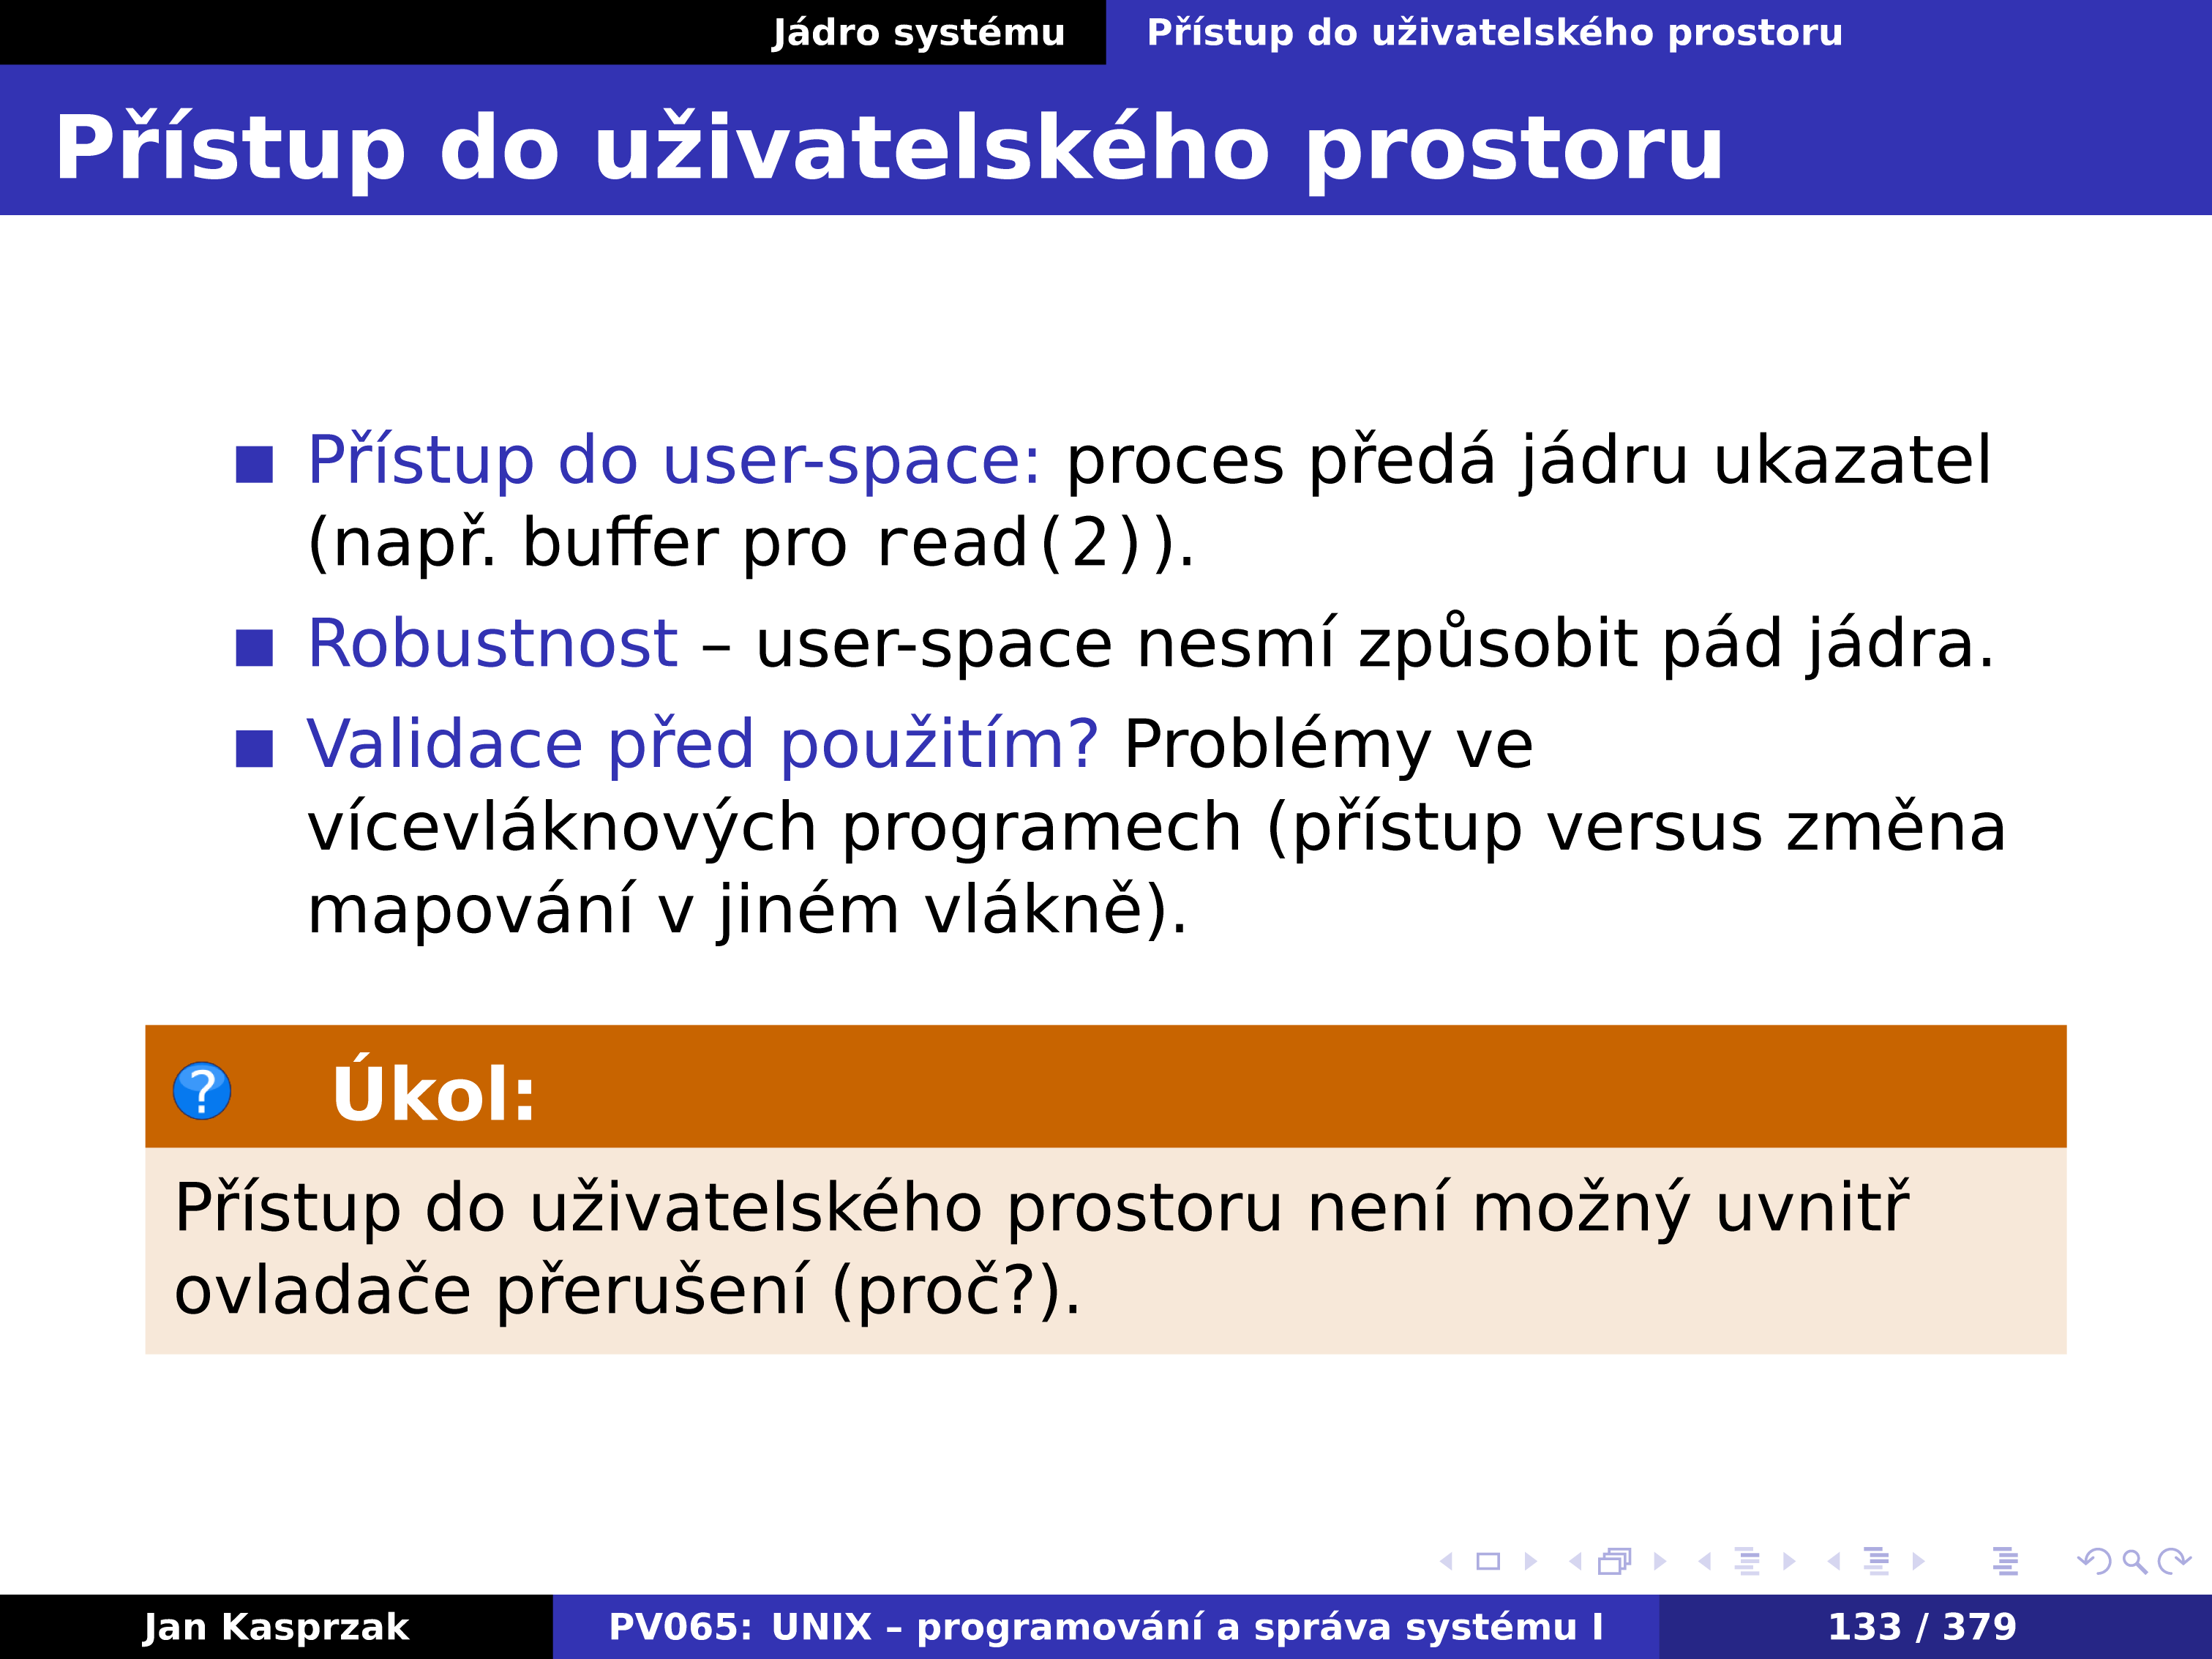 Jádro systému Přístup do uživatelského prostoru
Přístup do uživatelského prostoru
Přístup do user-space: proces předá jádru ukazatel
(např. buffer pro read(2)).
Robustnost – user-space nesmí způsobit pád jádra.
Validace před použitím? Problémy ve
vícevláknových programech (přístup versus změna
mapování v jiném vlákně).
? Úkol:
Přístup do uživatelského prostoru není možný uvnitř
ovladače přerušení (proč?).
Jan Kasprzak PV065: UNIX – programování a správa systému I 133 / 379